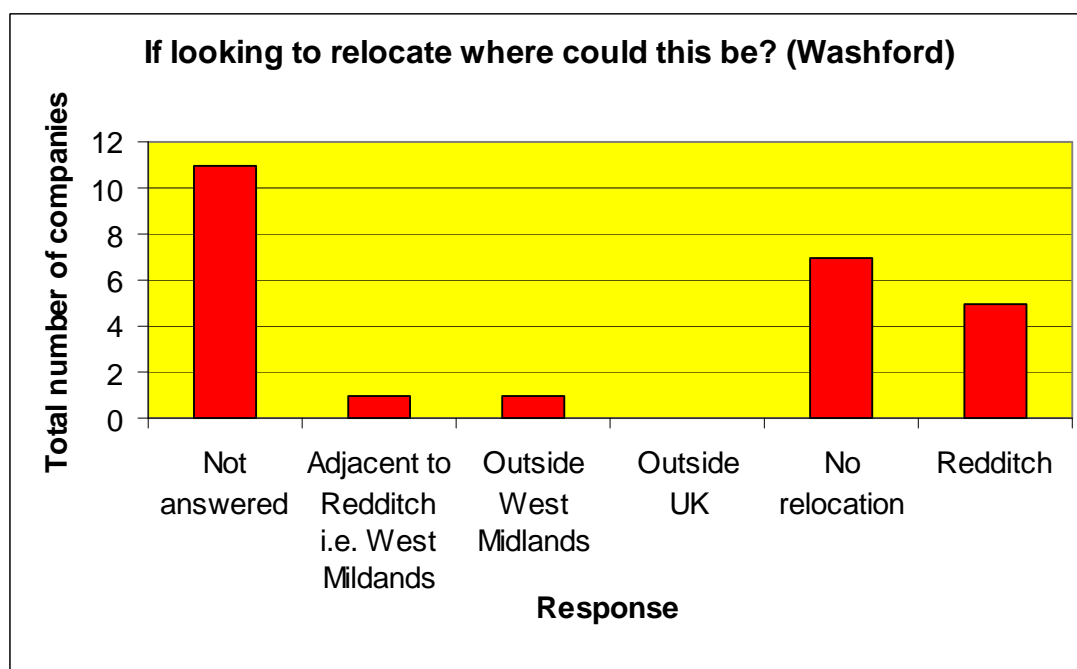 If looking to relocate where could this be? (Washford)
Total number of companies
12
10
8
6
4
2
0
Not
answered
Adjacent to
Redditch
i.e. West
Mildands
Outside
West
Midlands
Outside
UK
No
relocation
Redditch
Response